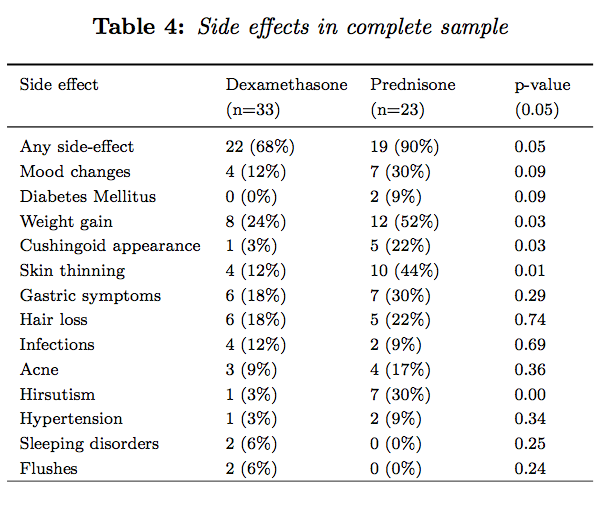 Table 4: Side effects in complete sample
Side effect Dexamethasone Prednisone p-value
(n=33) (n=23) (0.05)
Any side-effect 22 (68%) 19 (90%) 0.05
Mood changes 4 (12%) 7 (30%) 0.09
Diabetes Mellitus 0 (0%) 2 (9%) 0.09
Weight gain 8 (24%) 12 (52%) 0.03
Cushingoid appearance 1 (3%) 5 (22%) 0.03
Skin thinning 4 (12%) 10 (44%) 0.01
Gastric symptoms 6 (18%) 7 (30%) 0.29
Hair loss 6 (18%) 5 (22%) 0.74
Infections 4 (12%) 2 (9%) 0.69
Acne 3 (9%) 4 (17%) 0.36
Hirsutism 1 (3%) 7 (30%) 0.00
Hypertension 1 (3%) 2 (9%) 0.34
Sleeping disorders 2 (6%) 0 (0%) 0.25
Flushes 2 (6%) 0 (0%) 0.24